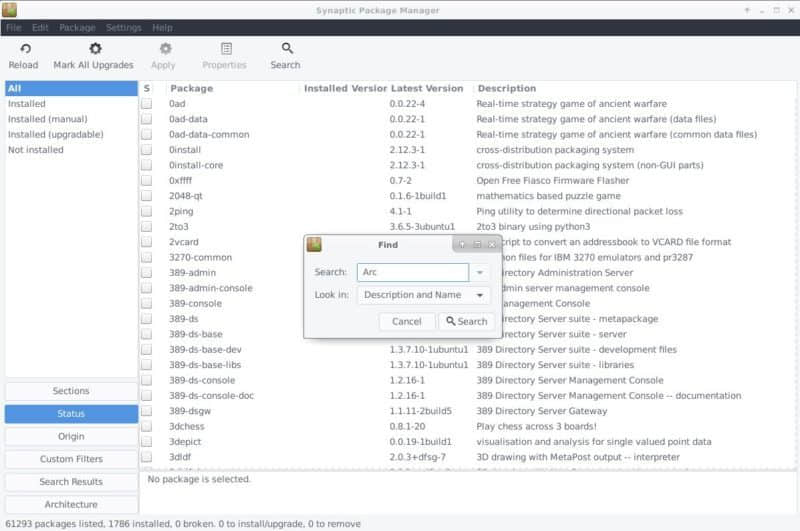 Synaptic Package Manager
File Edit Package Settings Help
Reload Mark All Upgrades Apply Properties Search
All
Installed
Installed (manual)
Installed (upgradable)
Not installed
S Package Installed Version Latest Version Description
0ad 0.0.22-4 Real-time strategy game of ancient warfare
0ad-data 0.0.22-1 Real-time strategy game of ancient warfare (data files)
0ad-data-common 0.0.22-1 Real-time strategy game of ancient warfare (common data files)
0install 2.12.3-1 cross-distribution packaging system
0install-core 2.12.3-1 cross-distribution packaging system (non-GUI parts)
0xffff 0.7-2 Open Free Fiasco Firmware Flasher
2048-qt 0.1.6-1build1 mathematics based puzzle game
2ping 4.1-1 Ping utility to determine directional packet loss
2to3 3.6.5-3ubuntu1 2to3 binary using python3
2vcard script to convert an addressbook to VCARD file format
3270-common files for IBM 3270 emulators and pr3287
389-admin Directory Administration Server
389-admin-console server management console
389-console Management Console
389-ds Directory Server suite - metapackage
389-ds-base Directory Server suite - server
389-ds-base-dev 1.3.7.10-1ubuntu1 389 Directory Server suite - development files
389-ds-base-libs 1.3.7.10-1ubuntu1 389 Directory Server suite - libraries
389-ds-console 1.2.16-1 389 Directory Server Management Console
389-ds-console-doc 1.2.16-1 389 Directory Server Management Console -- documentation
389-dsgw 1.1.11-2build5 389 Directory Server Gateway
3dchess 0.8.1-20 Play chess across 3 boards!
3depict 0.0.19-1build1 visualisation and analysis for single valued point data
3dldf 2.0.3+dfsg-7 3D drawing with MetaPost output -- interpreter
Find
Search: Arc
Look in: Description and Name
Cancel Search
Sections
Status
Origin
Custom Filters
Search Results
Architecture
No package is selected.
61293 packages listed, 1786 installed, 0 broken. 0 to install/upgrade, 0 to remove